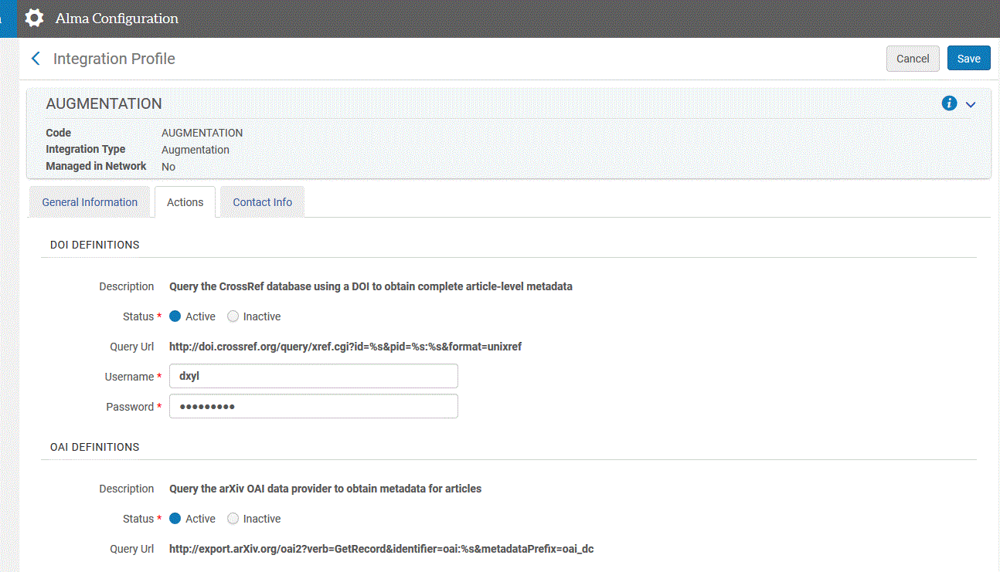 Alma Configuration
Integration Profile
Cancel
Save
AUGMENTATION
Code AUGMENTATION
Integration Type Augmentation
Managed in Network No
General Information
Actions
Contact Info
DOI DEFINITIONS
Description Query the CrossRef database using a DOI to obtain complete article-level metadata
Status * Active Inactive
Query Url http://doi.crossref.org/query/xref.cgi?id=%s&pid=%s:%s&format=unixref
Username * dxyl
Password * •••••••••
OAI DEFINITIONS
Description Query the arXiv OAI data provider to obtain metadata for articles
Status * Active Inactive
Query Url http://export.arXiv.org/oai2?verb=GetRecord&identifier=oai:%s&metadataPrefix=oai_dc